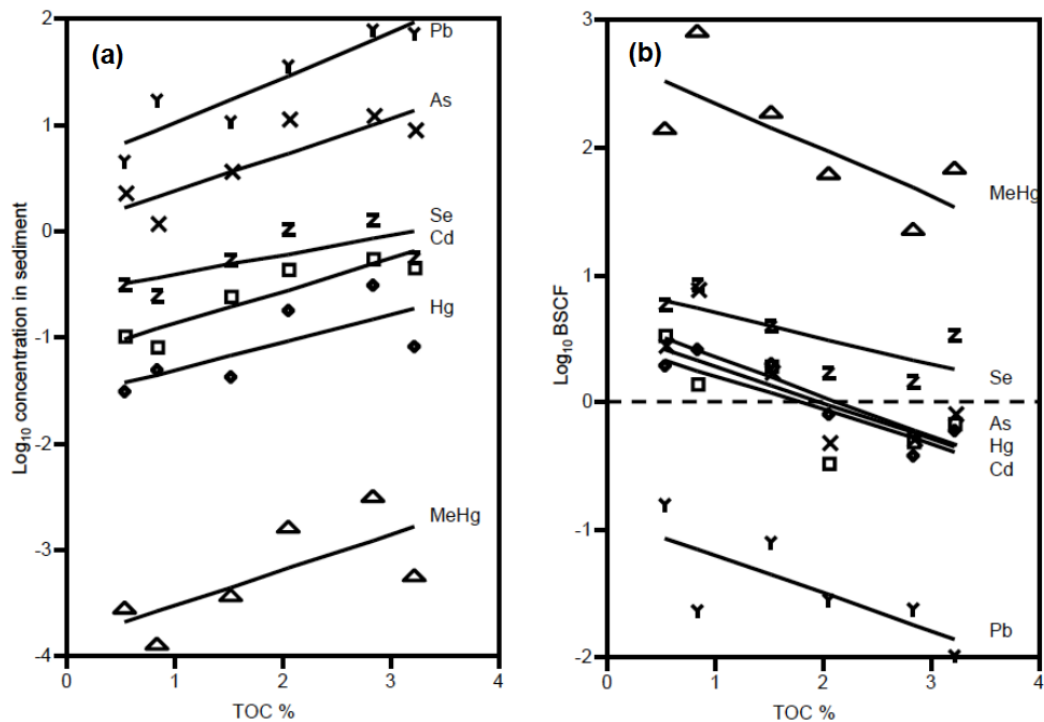 (a)
Log10 concentration in sediment
2
1
0
-1
-2
-3
-4
Pb
As
Se
Cd
Hg
MeHg
0 1 2 3 4
TOC %
(b)
Log10 BSCF
3
2
1
0
-1
-2
MeHg
Se
As
Hg
Cd
Pb
0 1 2 3 4
TOC %